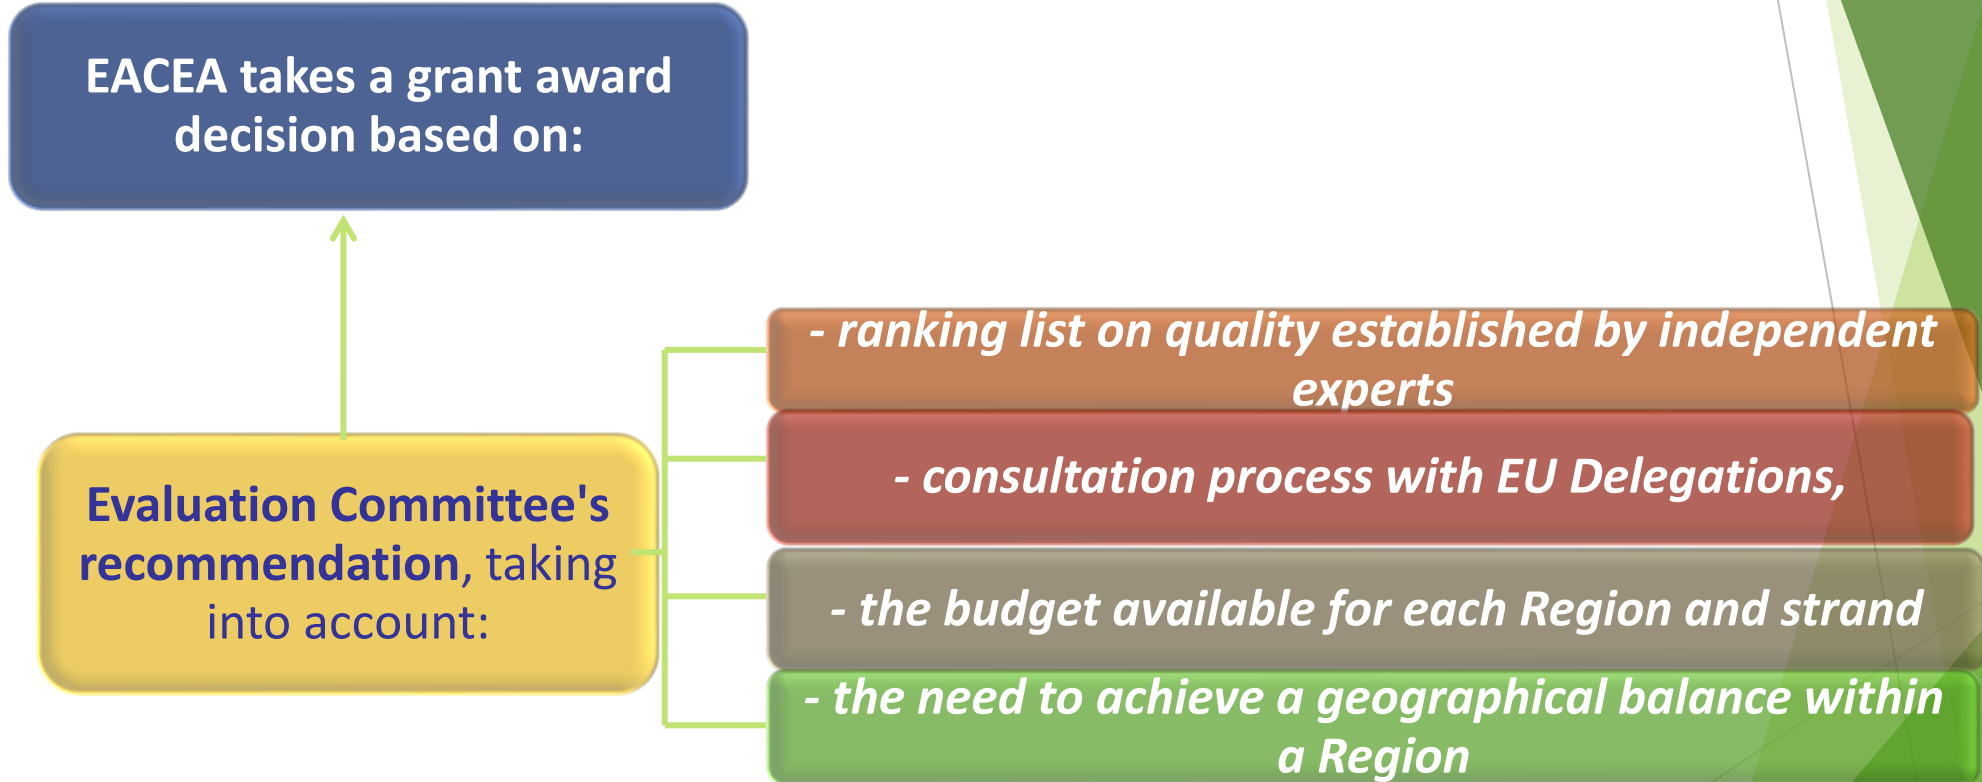 EACEA takes a grant award
decision based on:
Evaluation Committee's
recommendation, taking
into account:
- ranking list on quality established by independent
experts
- consultation process with EU Delegations,
- the budget available for each Region and strand
- the need to achieve a geographical balance within
a Region